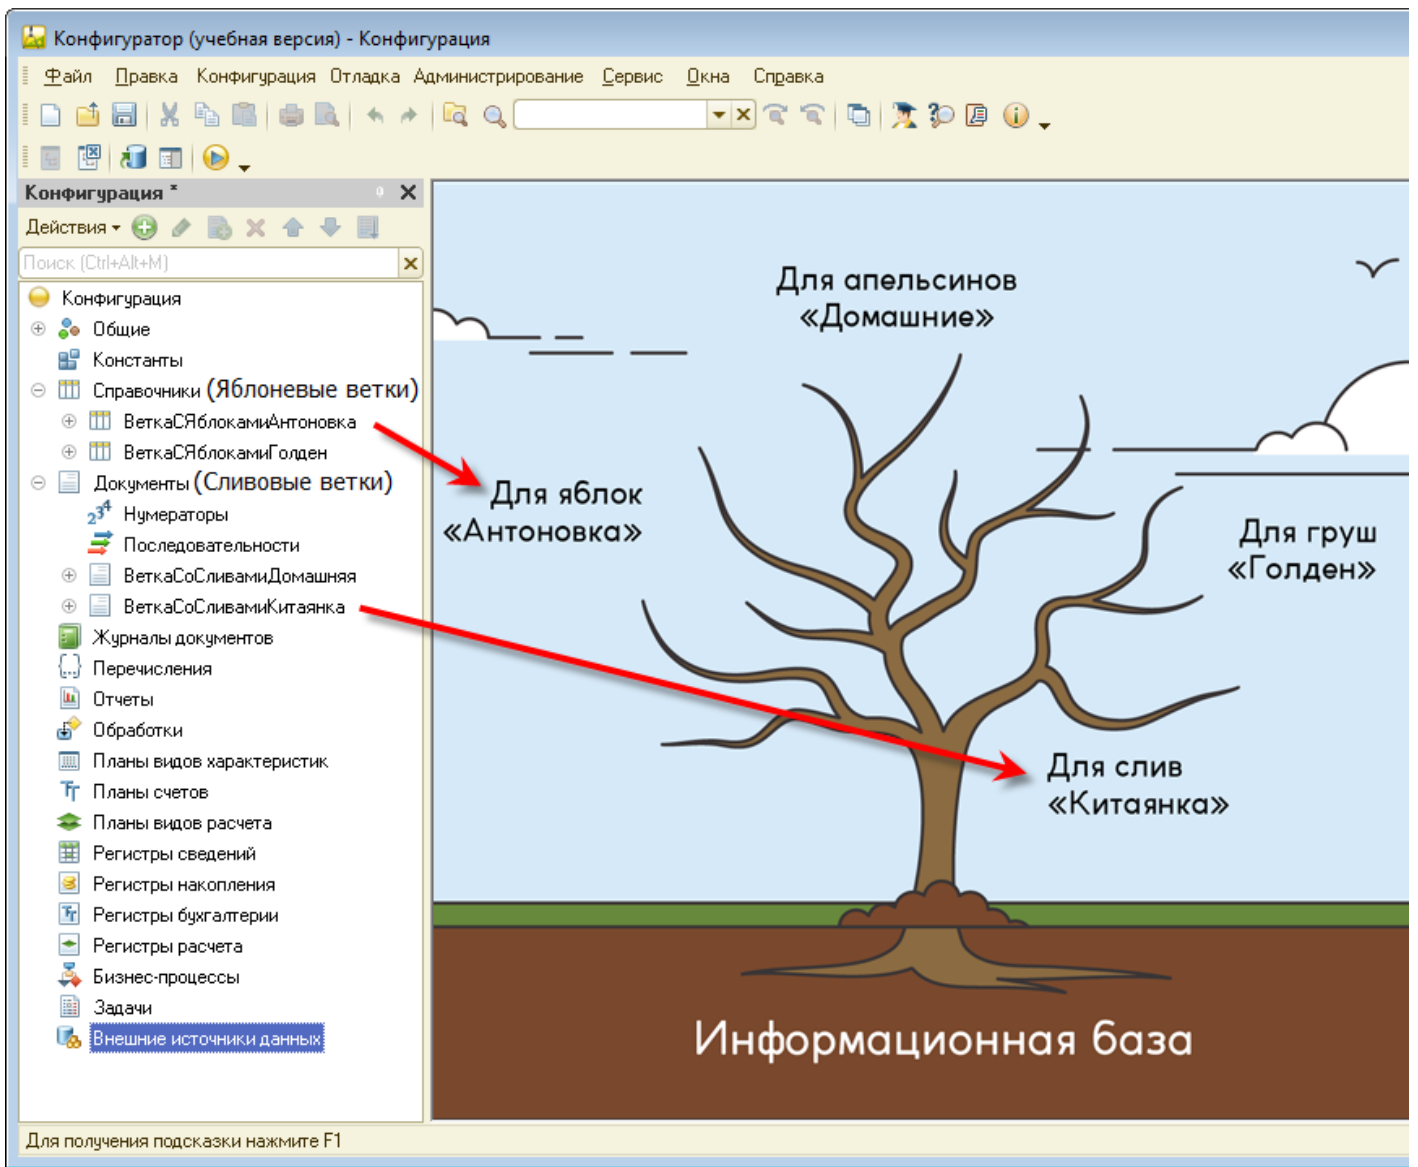 Конфигуратор (учебная версия) - Конфигурация
Файл Правка Конфигурация Отладка Администрирование Сервис Окна Справка
Конфигурация *
Действия
Поиск (Ctrl+Alt+M)
Конфигурация
Общие
Константы
Справочники (Яблоневые ветки)
ВеткаСЯблокамиАнтоновка
ВеткаСЯблокамиГолден
Документы (Сливовые ветки)
Нумераторы
Последовательности
ВеткаСоСливамиДомашняя
ВеткаСоСливамиКитаянка
Журналы документов
Перечисления
Отчеты
Обработки
Планы видов характеристик
Планы счетов
Планы видов расчета
Регистры сведений
Регистры накопления
Регистры бухгалтерии
Регистры расчета
Бизнес-процессы
Задачи
Внешние источники данных
Для апельсинов
«Домашние»
Для яблок
«Антоновка»
Для груш
«Голден»
Для слив
«Китаянка»
Информационная база
Для получения подсказки нажмите F1